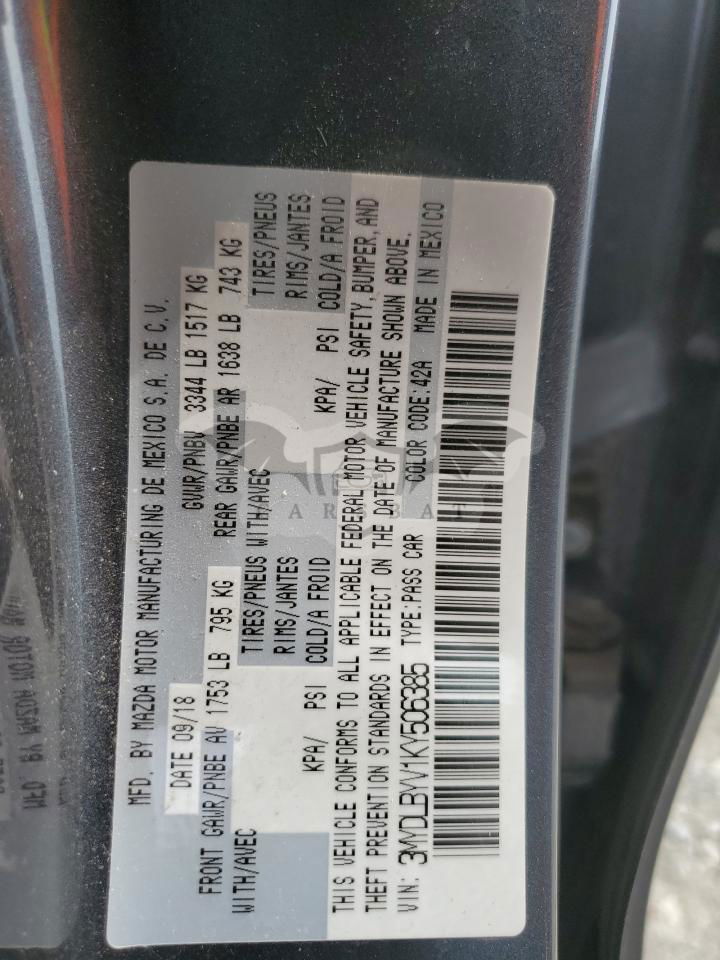 MFD. BY MAZDA MOTOR MANUFACTURING DE MEXICO S.A. DE C.V.
DATE 09/18 GVWR/PNBV 3344 LB 1517 KG
FRONT GAWR/PNBE AV 1753 LB 795 KG REAR GAWR/PNBE AR 1638 LB 743 KG
WITH/AVEC TIRES/PNEUS WITH/AVEC TIRES/PNEUS
RIMS/JANTES RIMS/JANTES
KPA/ PSI COLD/A FROID KPA/ PSI COLD/A FROID
THIS VEHICLE CONFORMS TO ALL APPLICABLE FEDERAL MOTOR VEHICLE SAFETY, BUMPER, AND
THEFT PREVENTION STANDARDS IN EFFECT ON THE DATE OF MANUFACTURE SHOWN ABOVE.
VIN: 3MYDLBYV1KY506385 TYPE:PASS CAR COLOR CODE:42A MADE IN MEXICO